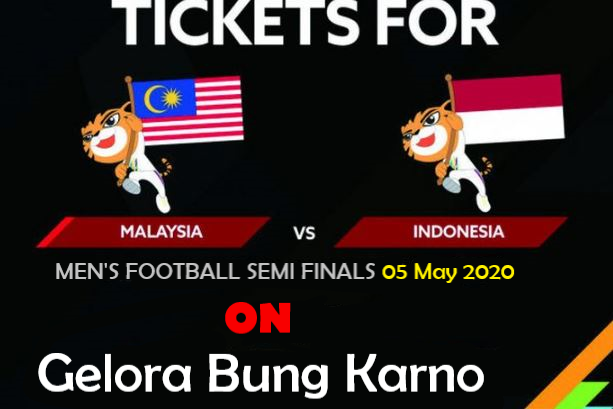 TICKETS FOR
MALAYSIA VS INDONESIA
MEN'S FOOTBALL SEMI FINALS 05 May 2020
ON
Gelora Bung Karno